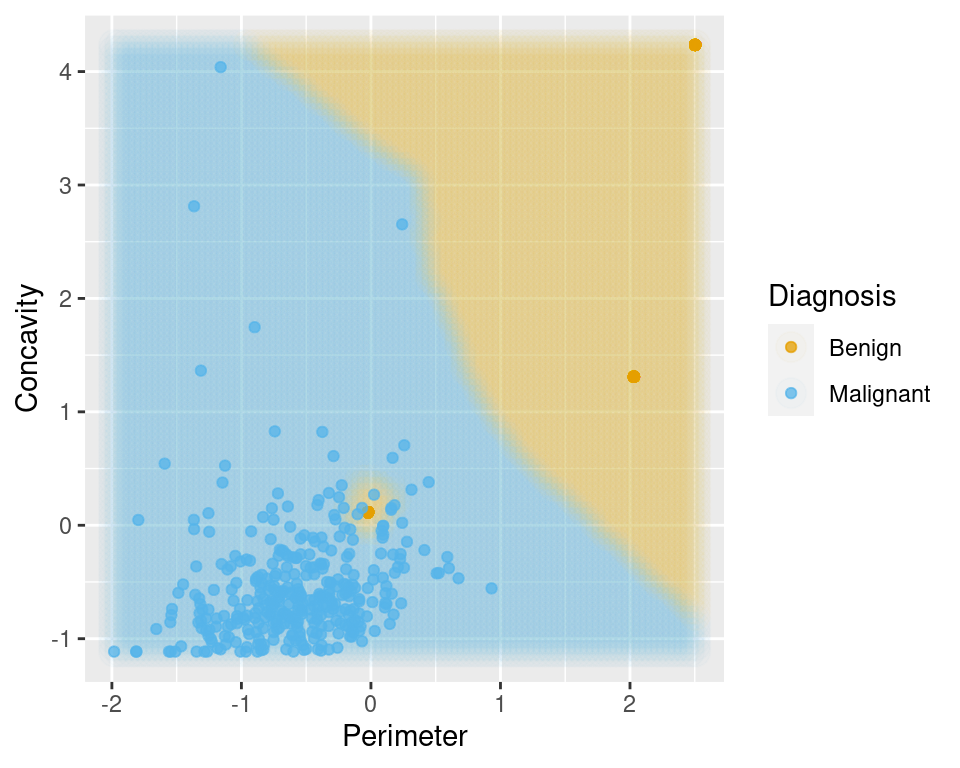 4
3
2
1
0
-1
Concavity
-2 -1 0 1 2
Perimeter
Diagnosis
Benign
Malignant